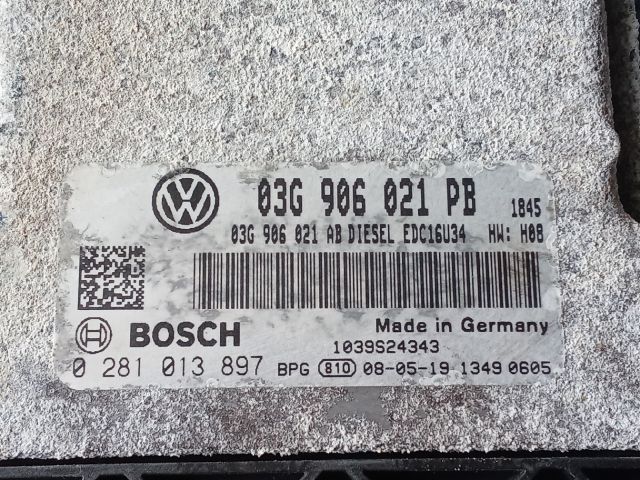 03G 906 021 PB 1845
03G 906 021 AB DIESEL EDC16U34 HW: H08
BOSCH Made in Germany
1039S24343
0 281 013 897 BPG 810 08-05-19 1349 0605